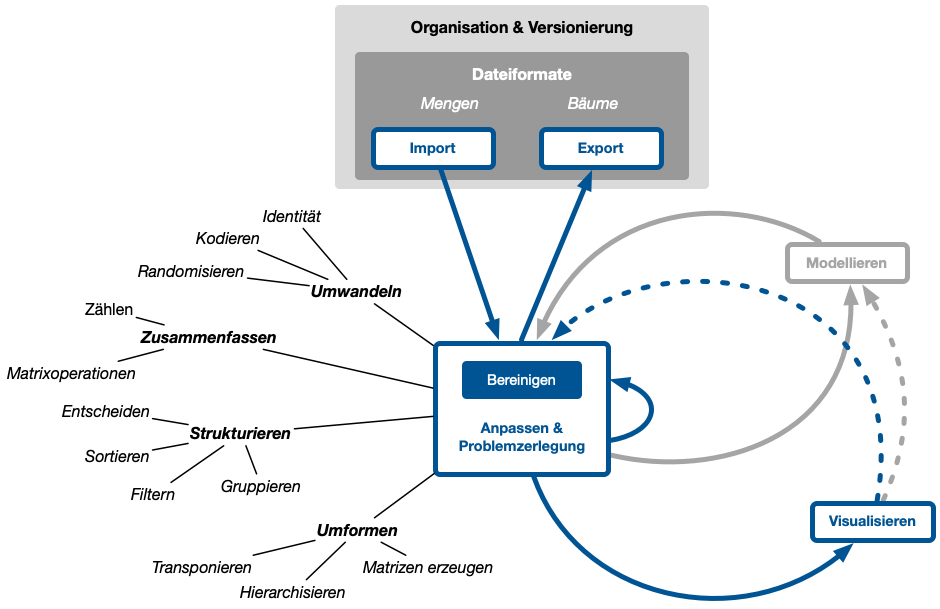 Organisation & Versionierung
Dateiformate
Mengen
Bäume
Import
Export
Identität
Kodieren
Randomisieren
Umwandeln
Zählen
Zusammenfassen
Matrixoperationen
Entscheiden
Strukturieren
Sortieren
Filtern
Gruppieren
Umformen
Transponieren
Hierarchisieren
Matrizen erzeugen
Bereinigen
Anpassen &
Problemzerlegung
Modellieren
Visualisieren